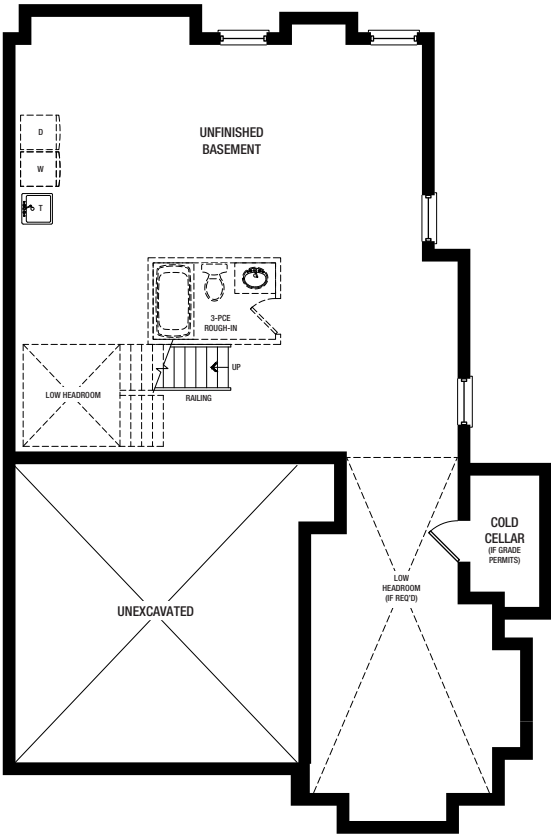 UNFINISHED
BASEMENT
D
W
T
3-PCE
ROUGH-IN
UP
LOW HEADROOM
RAILING
COLD
CELLAR
(IF GRADE
PERMITS)
LOW
HEADROOM
(IF REQ'D)
UNEXCAVATED